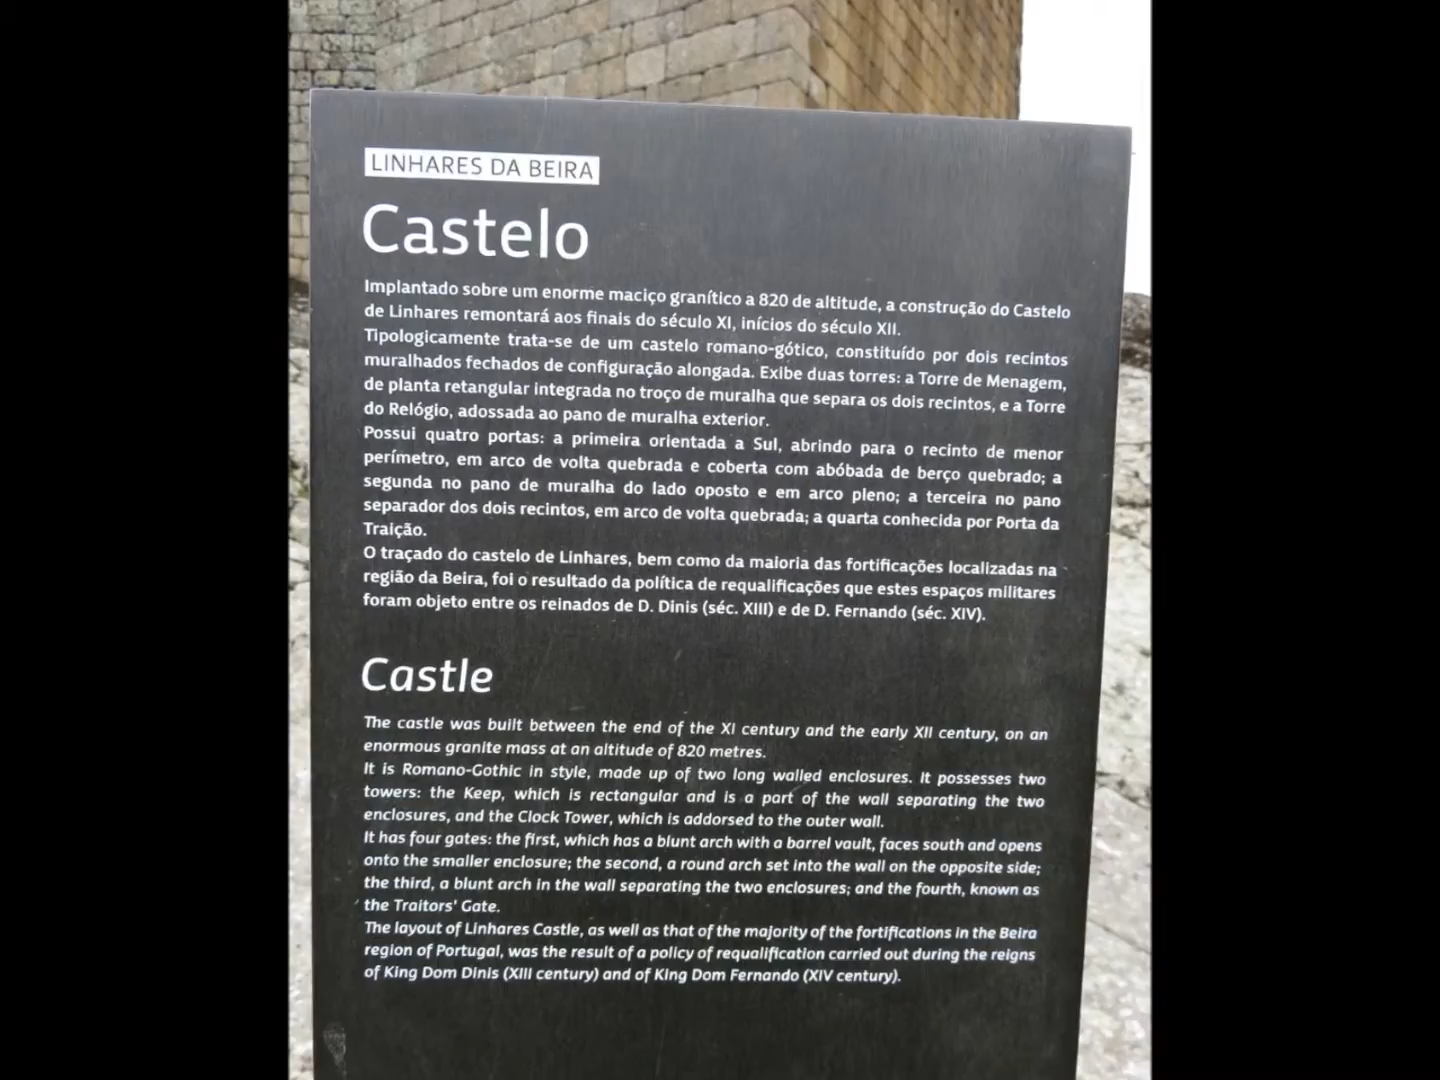 LINHARES DA BEIRA
Castelo
Implantado sobre um enorme maciço granítico a 820 de altitude, a construção do Castelo
de Linhares remontará aos finais do século XI, inícios do século XII.
Tipologicamente trata-se de um castelo romano-gótico, constituído por dois recintos
muralhados fechados de configuração alongada. Exibe duas torres: a Torre de Menagem,
de planta retangular integrada no troço de muralha que separa os dois recintos, e a Torre
do Relógio, adossada ao pano de muralha exterior.
Possui quatro portas: a primeira orientada a Sul, abrindo para o recinto de menor
perímetro, em arco de volta quebrada e coberta com abóbada de berço quebrado; a
segunda no pano de muralha do lado oposto e em arco pleno; a terceira no pano
separador dos dois recintos, em arco de volta quebrada; a quarta conhecida por Porta da
Traição.
O traçado do castelo de Linhares, bem como da maioria das fortificações localizadas na
região da Beira, foi o resultado da política de requalificações que estes espaços militares
foram objeto entre os reinados de D. Dinis (séc. XIII) e de D. Fernando (séc. XIV).
Castle
The castle was built between the end of the XI century and the early XII century, on an
enormous granite mass at an altitude of 820 metres.
It is Romano-Gothic in style, made up of two long walled enclosures. It possesses two
towers: the Keep, which is rectangular and is a part of the wall separating the two
enclosures, and the Clock Tower, which is addorsed to the outer wall.
It has four gates: the first, which has a blunt arch with a barrel vault, faces south and opens
onto the smaller enclosure; the second, a round arch set into the wall on the opposite side;
the third, a blunt arch in the wall separating the two enclosures; and the fourth, known as
the Traitors' Gate.
The layout of Linhares Castle, as well as that of the majority of the fortifications in the Beira
region of Portugal, was the result of a policy of requalification carried out during the reigns
of King Dom Dinis (XIII century) and of King Dom Fernando (XIV century).